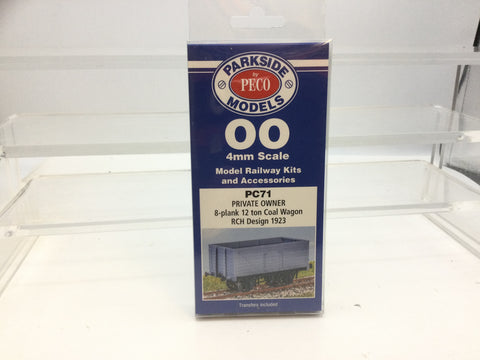 PARKSIDE
by
PECO
MODELS
OO
4mm Scale
Model Railway Kits
and Accessories
PC71
PRIVATE OWNER
8-plank 12 ton Coal Wagon
RCH Design 1923
Transfers included